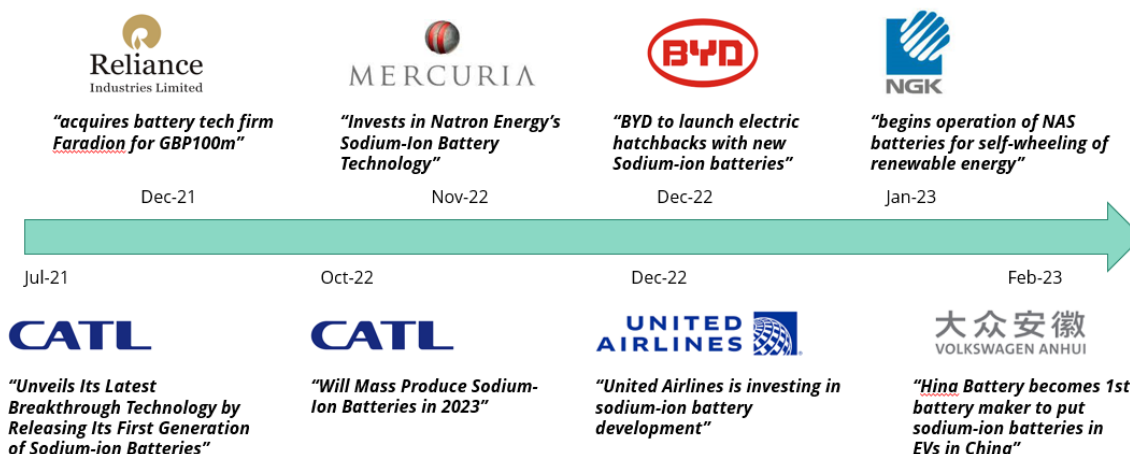 Reliance
Industries Limited
MERCURIA
BYD
NGK
“acquires battery tech firm
Faradion for GBP100m”
“Invests in Natron Energy’s
Sodium-Ion Battery
Technology”
“BYD to launch electric
hatchbacks with new
Sodium-ion batteries”
“begins operation of NAS
batteries for self-wheeling of
renewable energy”
Dec-21
Nov-22
Dec-22
Jan-23
Jul-21
Oct-22
Dec-22
Feb-23
CATL
CATL
UNITED
AIRLINES
大众安徽
VOLKSWAGEN ANHUI
“Unveils Its Latest
Breakthrough Technology by
Releasing Its First Generation
of Sodium-ion Batteries”
“Will Mass Produce Sodium-
Ion Batteries in 2023”
“United Airlines is investing in
sodium-ion battery
development”
“Hina Battery becomes 1st
battery maker to put
sodium-ion batteries in
EVs in China”